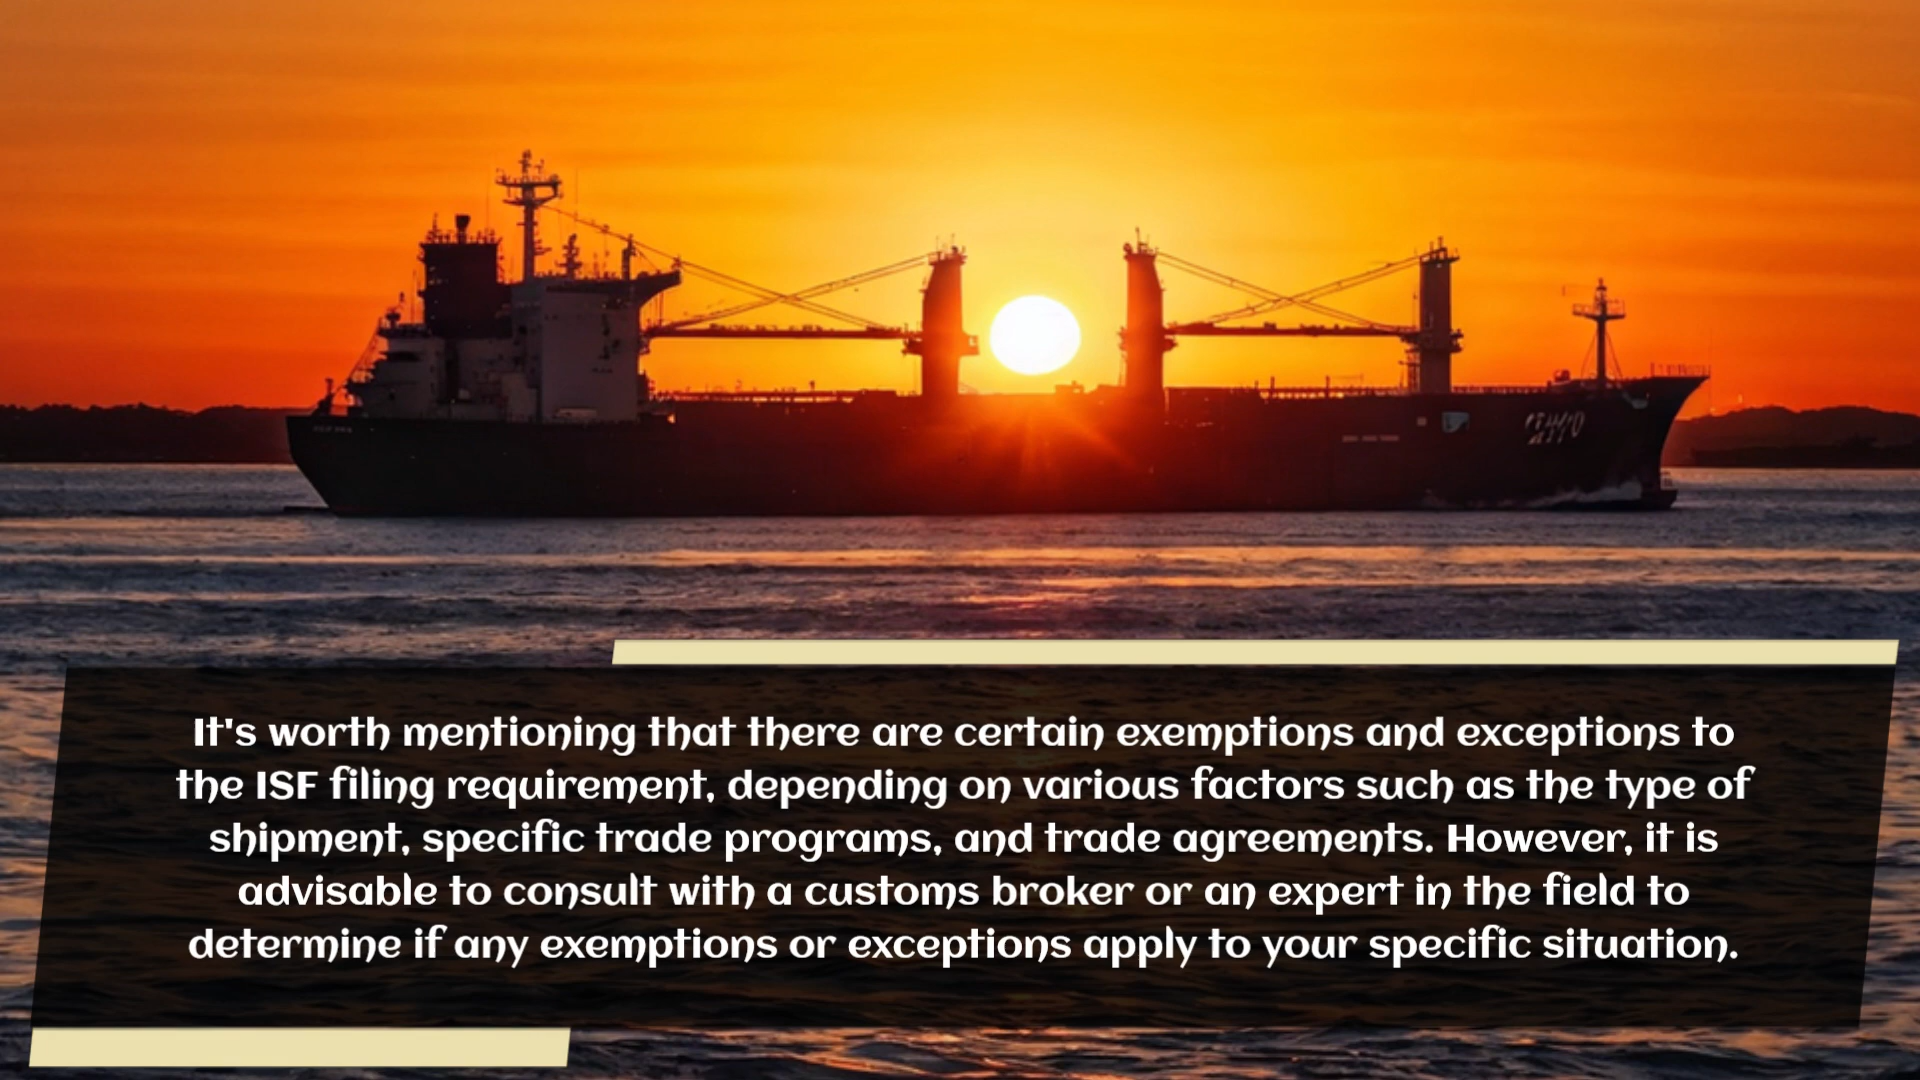 It's worth mentioning that there are certain exemptions and exceptions to
the ISF filing requirement, depending on various factors such as the type of
shipment, specific trade programs, and trade agreements. However, it is
advisable to consult with a customs broker or an expert in the field to
determine if any exemptions or exceptions apply to your specific situation.